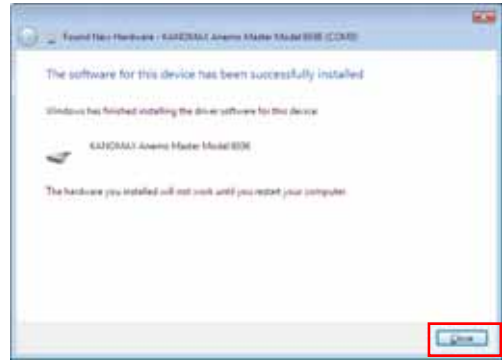 Found New Hardware - KANOMAX Anemo Master Model
The software for this device has been successfully installed
Windows has finished installing the driver software for this device:
KANOMAX Anemo Master Model 6036
The hardware you installed will not work until you restart your computer.
Close